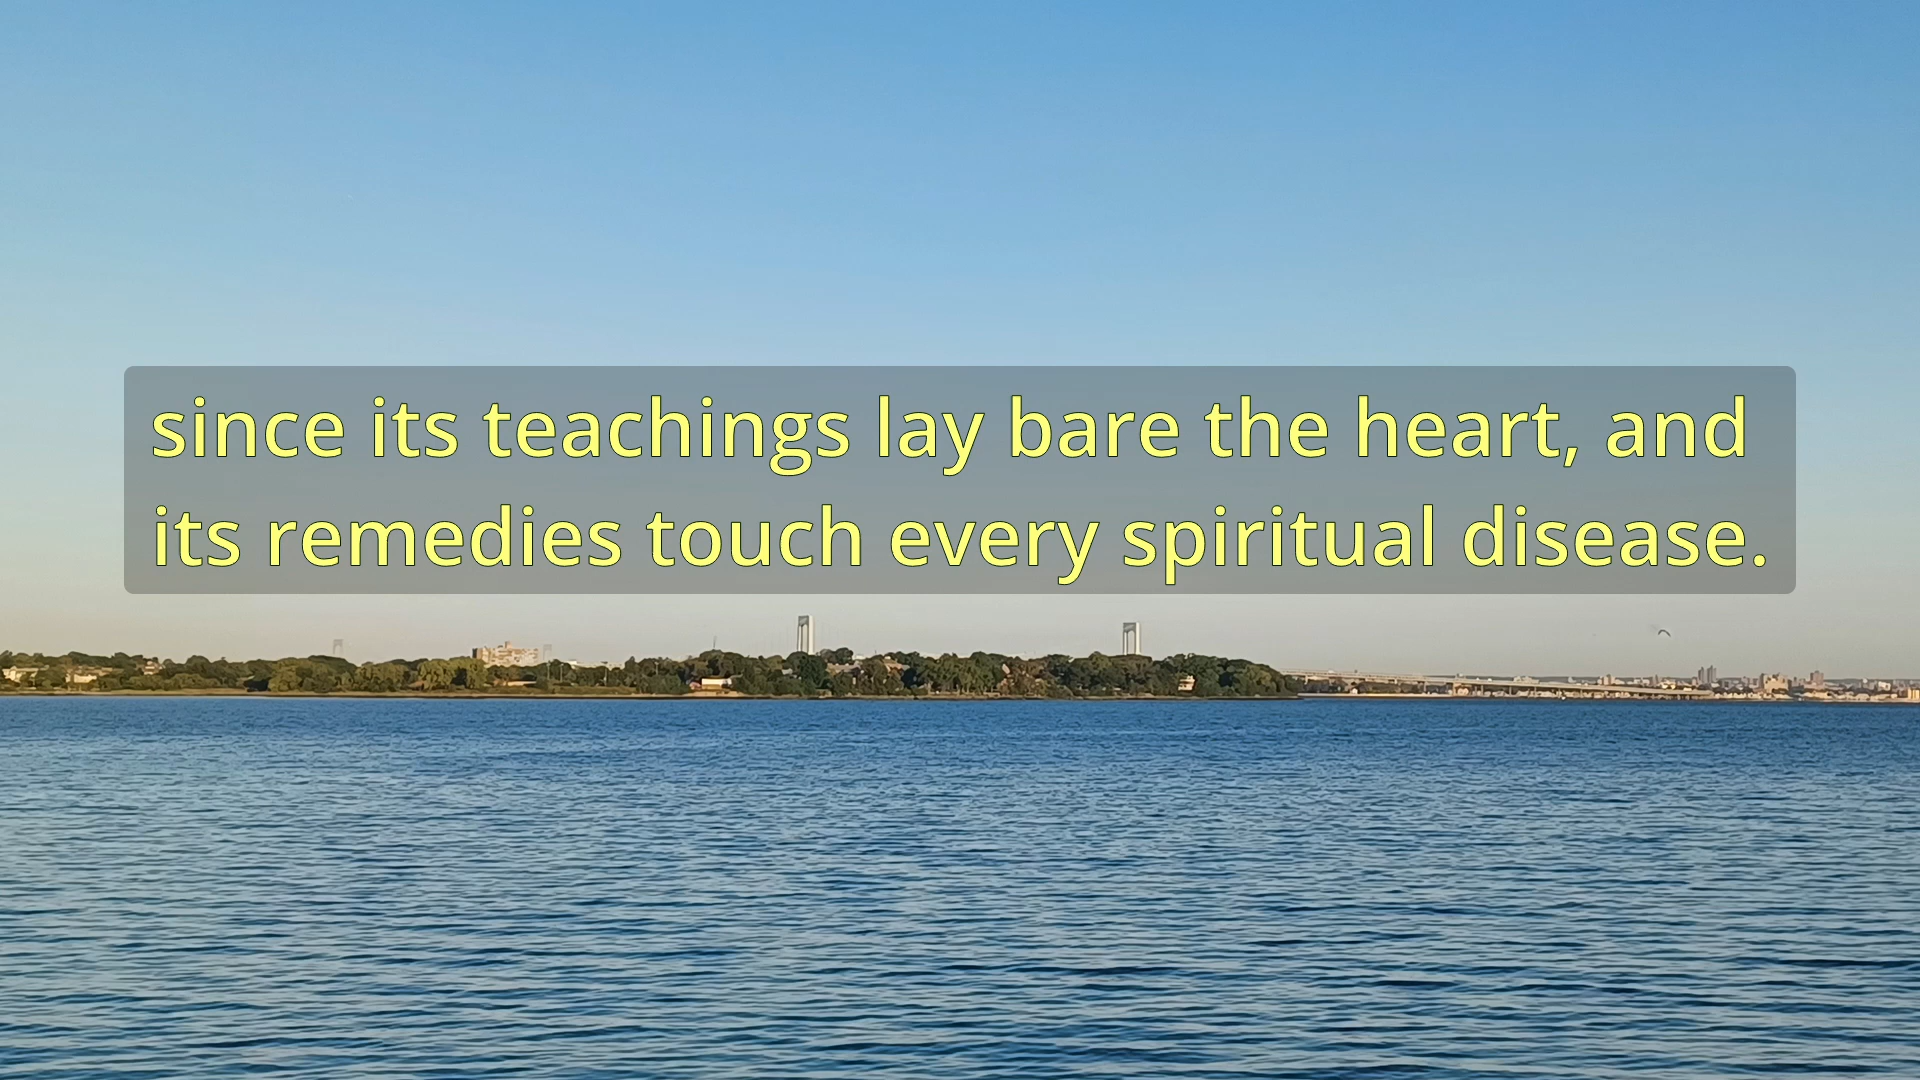 since its teachings lay bare the heart, and
its remedies touch every spiritual disease.